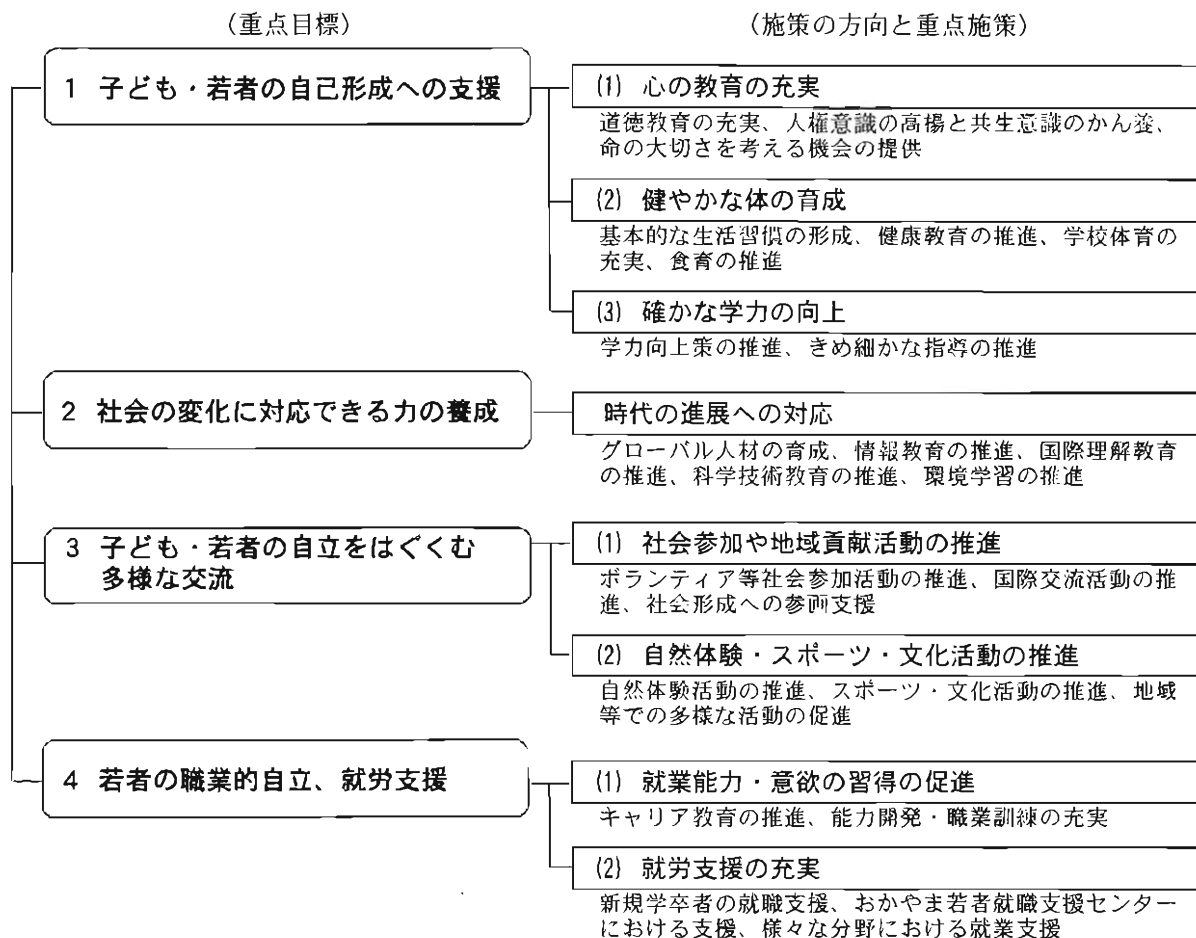 (重点目標)
(施策の方向と重点施策)
1 子ども・若者の自己形成への支援
(1) 心の教育の充実
道徳教育の充実、人権意識の高揚と共生意識のかん養、
命の大切さを考える機会の提供
(2) 健やかな体の育成
基本的な生活習慣の形成、健康教育の推進、学校体育の
充実、食育の推進
(3) 確かな学力の向上
学力向上策の推進、きめ細かな指導の推進
2 社会の変化に対応できる力の養成
時代の進展への対応
グローバル人材の育成、情報教育の推進、国際理解教育
の推進、科学技術教育の推進、環境学習の推進
3 子ども・若者の自立をはぐくむ
多様な交流
(1) 社会参加や地域貢献活動の推進
ボランティア等社会参加活動の推進、国際交流活動の推
進、社会形成への参画支援
(2) 自然体験・スポーツ・文化活動の推進
自然体験活動の推進、スポーツ・文化活動の推進、地域
等での多様な活動の促進
4 若者の職業的自立、就労支援
(1) 就業能力・意欲の習得の促進
キャリア教育の推進、能力開発・職業訓練の充実
(2) 就労支援の充実
新規学卒者の就職支援、おかやま若者就職支援センター
における支援、様々な分野における就業支援